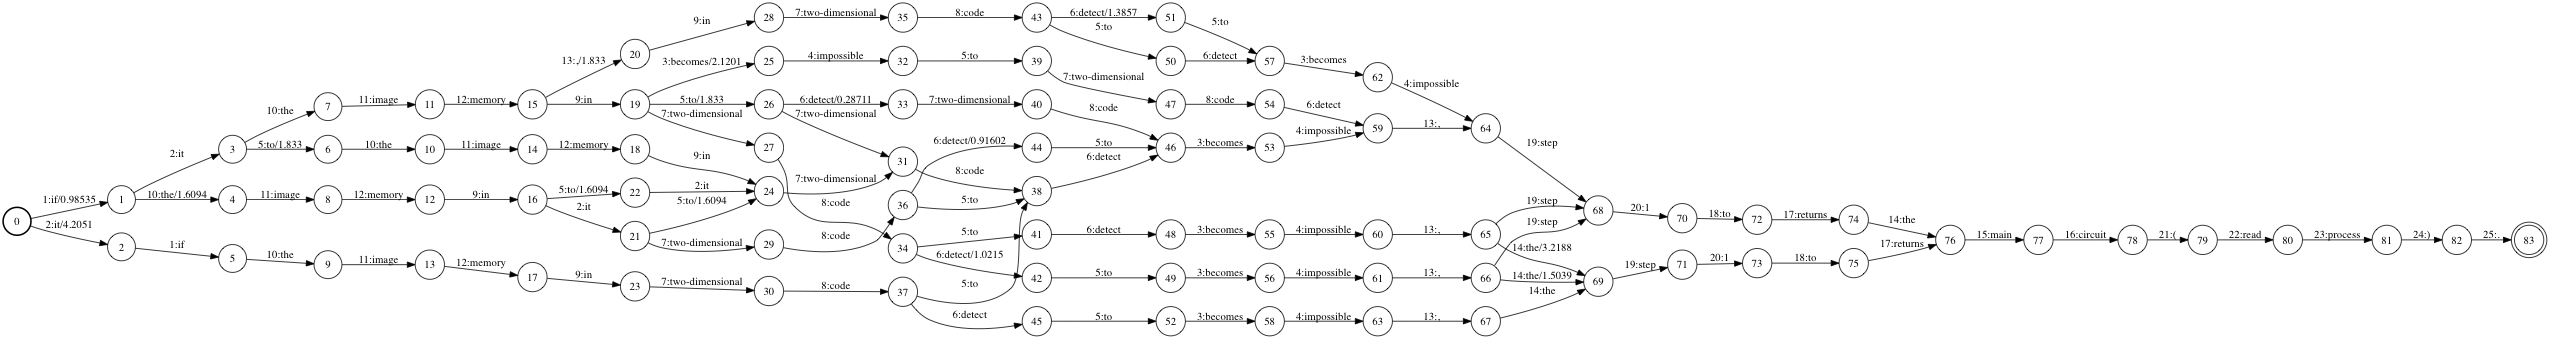 0
1:if/0.98535
2:it/4.2051
1
2
2:it
10:the/1.6094
1:if
3
4
5
10:the
5:to/1.833
11:image
10:the
7
6
8
9
11:image
10:the
12:memory
11:image
11
10
12
13
12:memory
11:image
9:in
12:memory
15
14
16
17
13:,/1.833
9:in
12:memory
5:to/1.6094
2:it
9:in
20
19
18
22
21
23
9:in
3:becomes/2.1201
5:to/1.833
7:two-dimensional
9:in
2:it
5:to/1.6094
7:two-dimensional
7:two-dimensional
28
25
26
27
24
29
30
7:two-dimensional
4:impossible
6:detect/0.28711
7:two-dimensional
7:two-dimensional
8:code
8:code
8:code
35
32
33
31
36
34
37
8:code
5:to
7:two-dimensional
6:detect/0.91602
8:code
5:to
5:to
6:detect/1.0215
5:to
6:detect
43
39
40
44
38
41
42
45
6:detect/1.3857
5:to
7:two-dimensional
8:code
5:to
6:detect
6:detect
5:to
5:to
51
50
47
46
48
49
52
5:to
6:detect
8:code
3:becomes
3:becomes
3:becomes
3:becomes
57
54
53
55
56
58
3:becomes
6:detect
4:impossible
4:impossible
4:impossible
4:impossible
62
59
60
61
63
4:impossible
13:,
13:,
13:,
13:,
64
65
66
67
19:step
19:step
19:step
14:the/3.2188
14:the/1.5039
14:the
68
69
20:1
19:step
70
71
18:to
20:1
72
73
17:returns
18:to
74
75
14:the
17:returns
76
15:main
77
16:circuit
78
21:(
79
22:read
80
23:process
81
24:)
82
25:.
83